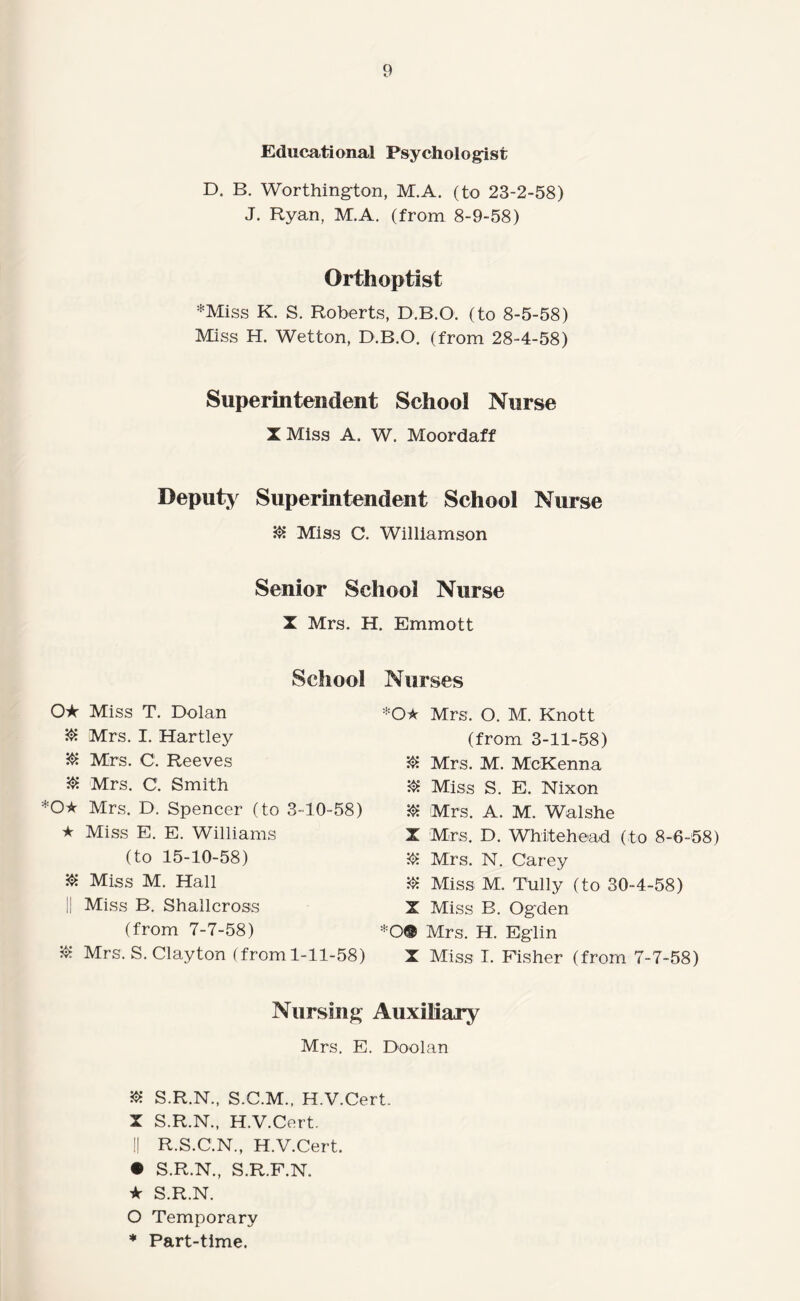 9
Educational Psychologist
D. B. Worthington, M.A. (to 23-2-58)
J. Ryan, M.A. (from 8-9-58)
Orthoptist
*Miss K. S. Roberts, D.B.O. (to 8-5-58)
Miss H. Wetton, D.B.O. (from 28-4-58)
Superintendent School Nurse
X Miss A. W. Moordaff
Deputy Superintendent School Nurse
※ Miss C. Williamson
Senior School Nurse
X Mrs. H. Emmott
School Nurses
O★ Miss T. Dolan
※ Mrs. I. Hartley
※ Mrs. C. Reeves
※ Mrs. C. Smith
*O★ Mrs. D. Spencer (to 3-10-58)
★ Miss E. E. Williams
(to 15-10-58)
※ Miss M. Hall
|| Miss B. Shallcross
(from 7-7-58)
※ Mrs. S. Clayton (from 1-11-58)
*O★ Mrs. O. M. Knott
(from 3-11-58)
※ Mrs. M. McKenna
※ Miss S. E. Nixon
※ Mrs. A. M. Walshe
X Mrs. D. Whitehead (to 8-6-58)
※ Mrs. N. Carey
※ Miss M. Tully (to 30-4-58)
X Miss B. Ogden
*O● Mrs. H. Eglin
X Miss I. Fisher (from 7-7-58)
Nursing Auxiliary
Mrs. E. Doolan
※ S.R.N., S.C.M., H.V.Cert.
X S.R.N., H.V.Cert.
|| R.S.C.N., H.V.Cert.
● S.R.N., S.R.F.N.
★ S.R.N.
O Temporary
* Part-time.